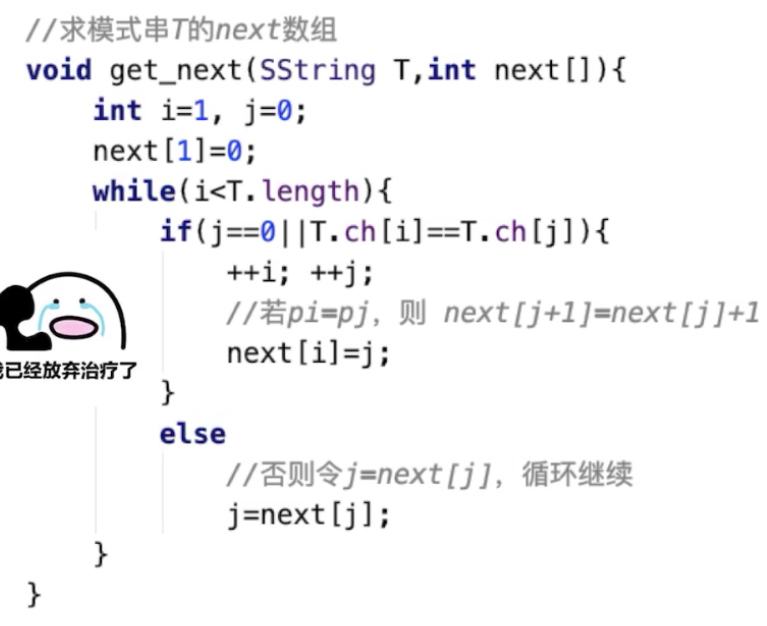 //求模式串T的next数组
void get_next(SString T,int next[]){
int i=1, j=0;
next[1]=0;
while(i<T.length){
if(j==0||T.ch[i]==T.ch[j]){
++i; ++j;
//若pi=pj, 则 next[j+1]=next[j]+1
next[i]=j;
已经放弃治疗了
}
else
//否则令j=next[j], 循环继续
j=next[j];
}
}